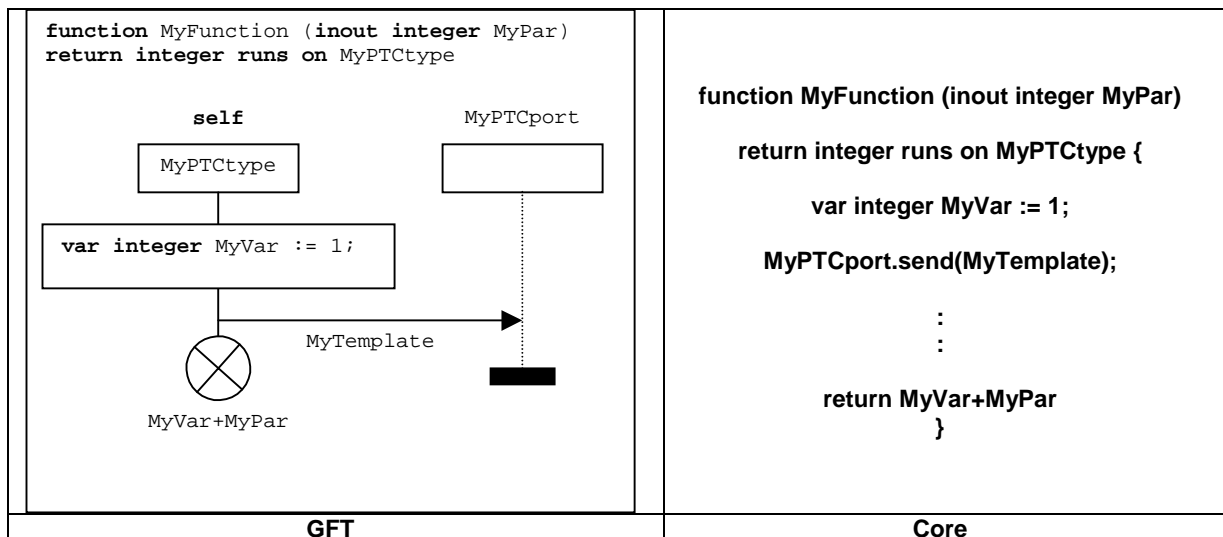 function MyFunction (inout integer MyPar)
return integer runs on MyPTCtype
self
MyPTCport
MyPTCtype
var integer MyVar := 1;
MyTemplate
MyVar+MyPar
function MyFunction (inout integer MyPar)
return integer runs on MyPTCtype {
var integer MyVar := 1;
MyPTCport.send(MyTemplate);
:
:
return MyVar+MyPar
}
GFT
Core